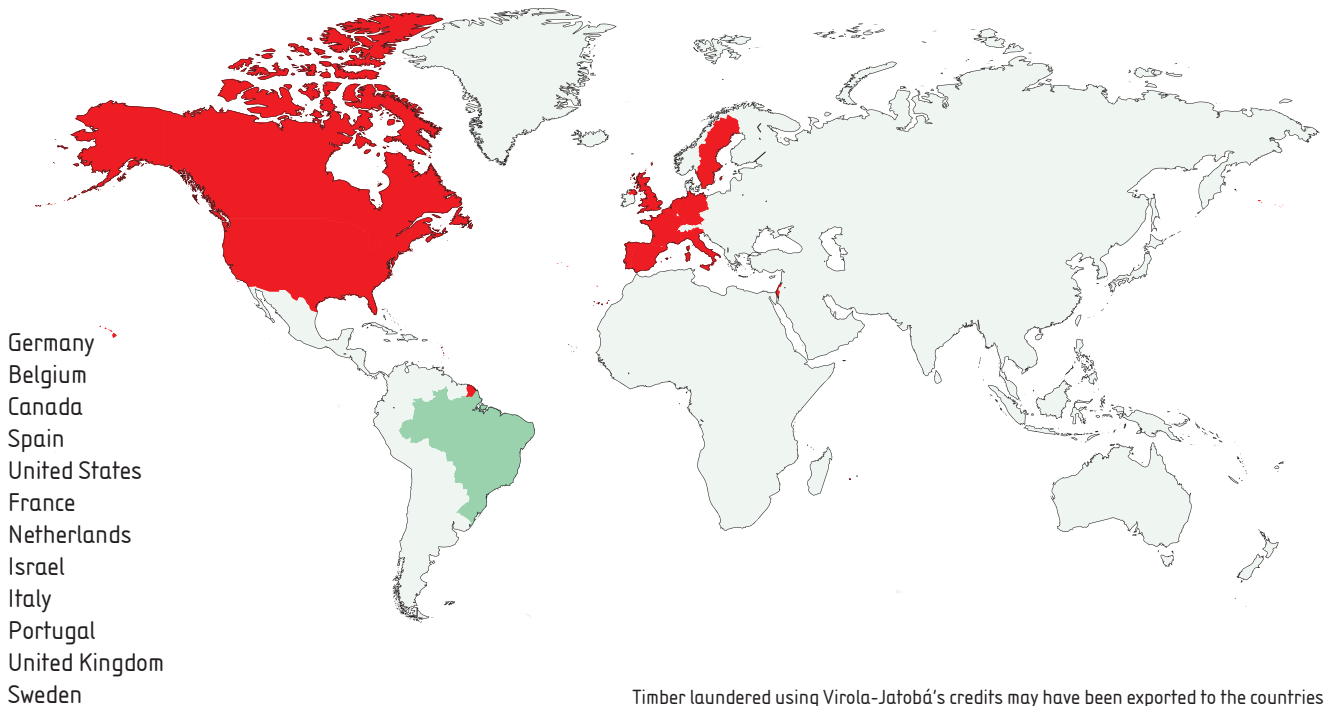 Germany
Belgium
Canada
Spain
United States
France
Netherlands
Israel
Italy
Portugal
United Kingdom
Sweden
Timber laundered using Virola-Jatobá's credits may have been exported to the countries